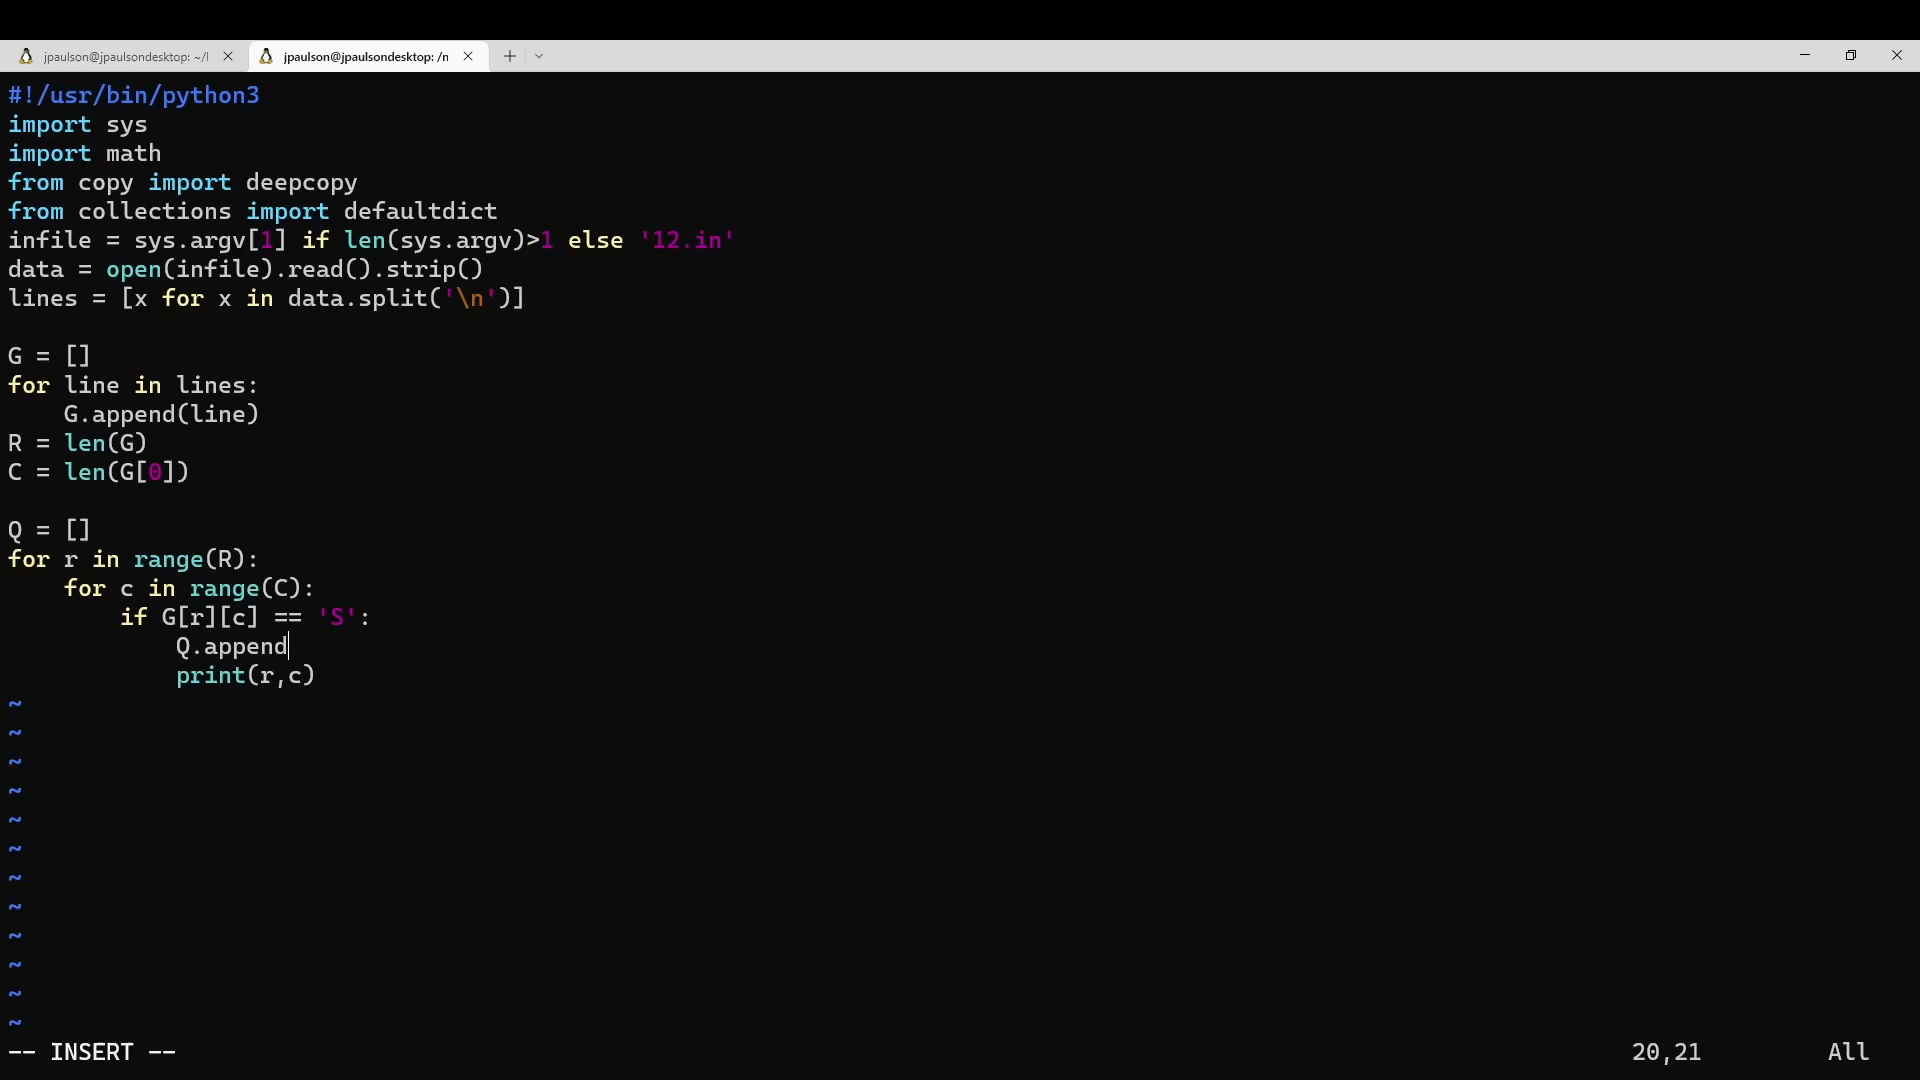 jpaulson@jpaulsondesktop: ~/l
jpaulson@jpaulsondesktop: /n
#!/usr/bin/python3
import sys
import math
from copy import deepcopy
from collections import defaultdict
infile = sys.argv[1] if len(sys.argv)>1 else '12.in'
data = open(infile).read().strip()
lines = [x for x in data.split('\n')]
G = []
for line in lines:
    G.append(line)
R = len(G)
C = len(G[0])
Q = []
for r in range(R):
    for c in range(C):
        if G[r][c] == 'S':
            Q.append
            print(r,c)
~
~
~
~
~
~
~
~
~
~
~
~
-- INSERT --
20,21
All